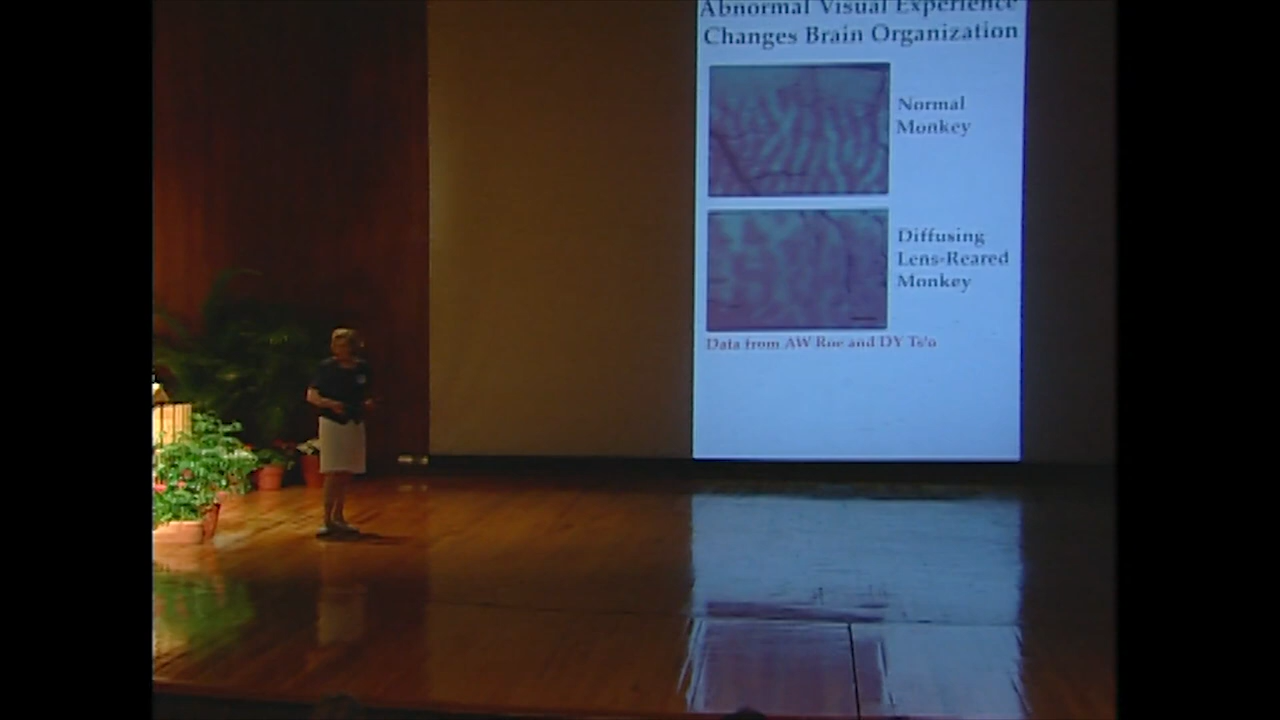 Abnormal Visual Experience
Changes Brain Organization
Normal
Monkey
Diffusing
Lens-Reared
Monkey
Data from AW Roe and DY Ts'o